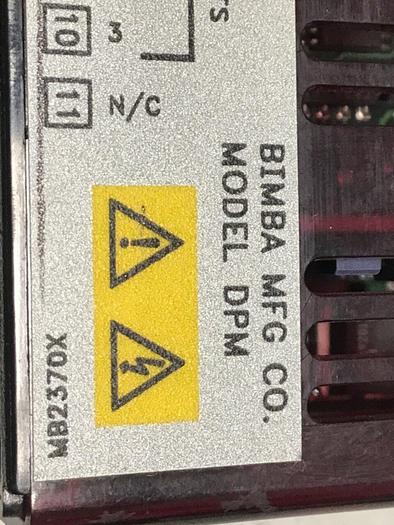 10 3
11 N/C
BIMBA MFG CO.
MODEL DPM
MB2370X